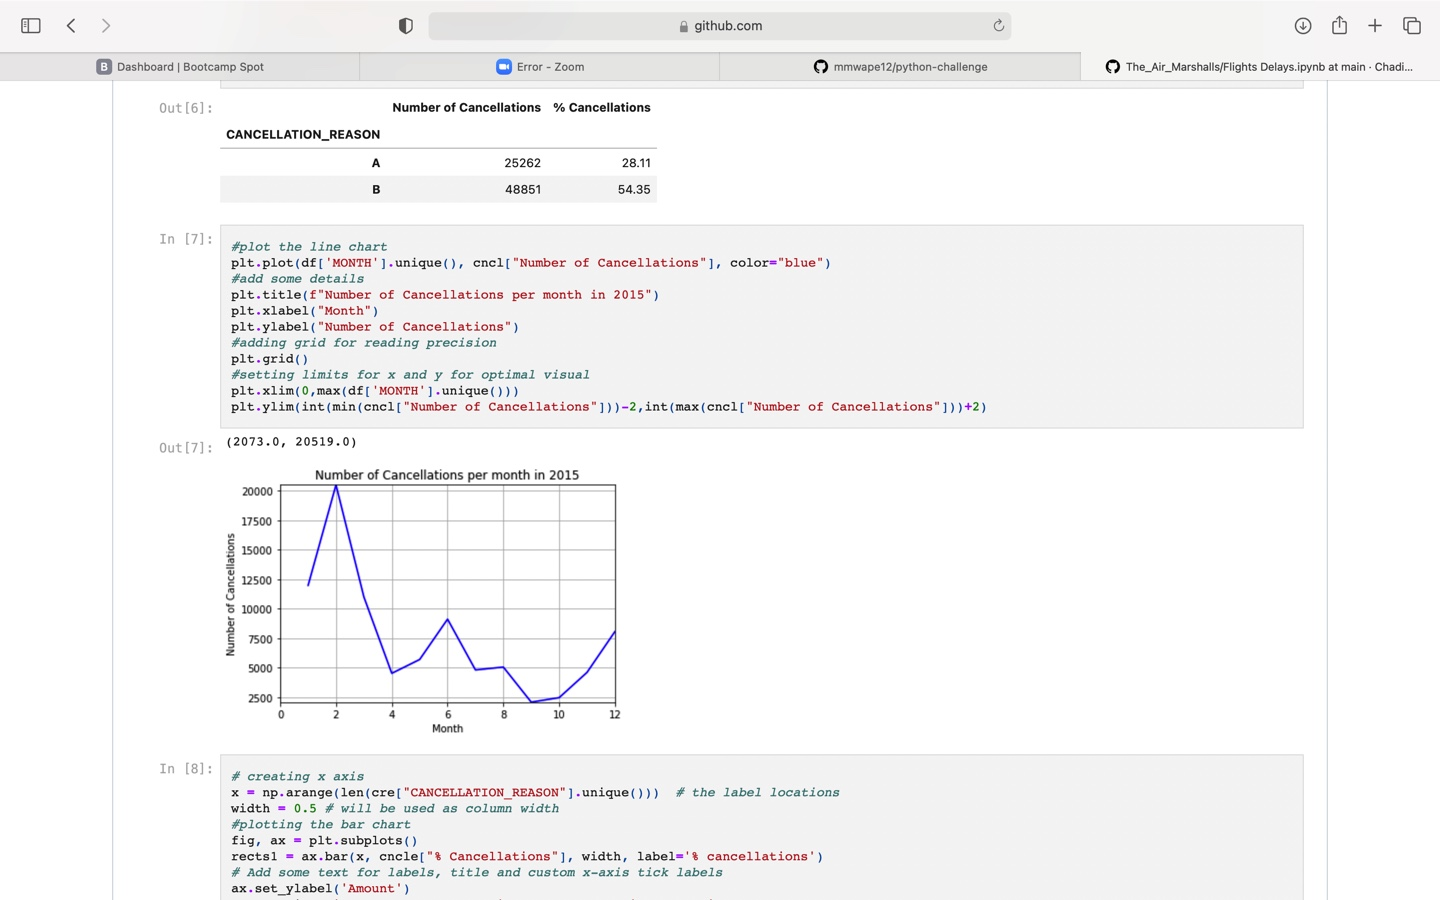 github.com
Dashboard | Bootcamp Spot
Error - Zoom
mmwape12/python-challenge
The_Air_Marshalls/Flights Delays.ipynb at main · Chadi...
Out[6]:
Number of Cancellations % Cancellations
CANCELLATION_REASON
A 25262 28.11
B 48851 54.35
In [7]:
#plot the line chart
plt.plot(df['MONTH'].unique(), cncl["Number of Cancellations"], color="blue")
#add some details
plt.title(f"Number of Cancellations per month in 2015")
plt.xlabel("Month")
plt.ylabel("Number of Cancellations")
#adding grid for reading precision
plt.grid()
#setting limits for x and y for optimal visual
plt.xlim(0,max(df['MONTH'].unique()))
plt.ylim(int(min(cncl["Number of Cancellations"]))-2,int(max(cncl["Number of Cancellations"]))+2)
Out[7]: (2073.0, 20519.0)
Number of Cancellations per month in 2015
Number of Cancellations
20000
17500
15000
12500
10000
7500
5000
2500
0 2 4 6 8 10 12
Month
In [8]:
# creating x axis
x = np.arange(len(cre["CANCELLATION_REASON"].unique()))  # the label locations
width = 0.5 # will be used as column width
#plotting the bar chart
fig, ax = plt.subplots()
rects1 = ax.bar(x, cncle["% Cancellations"], width, label='% cancellations')
# Add some text for labels, title and custom x-axis tick labels
ax.set_ylabel('Amount')